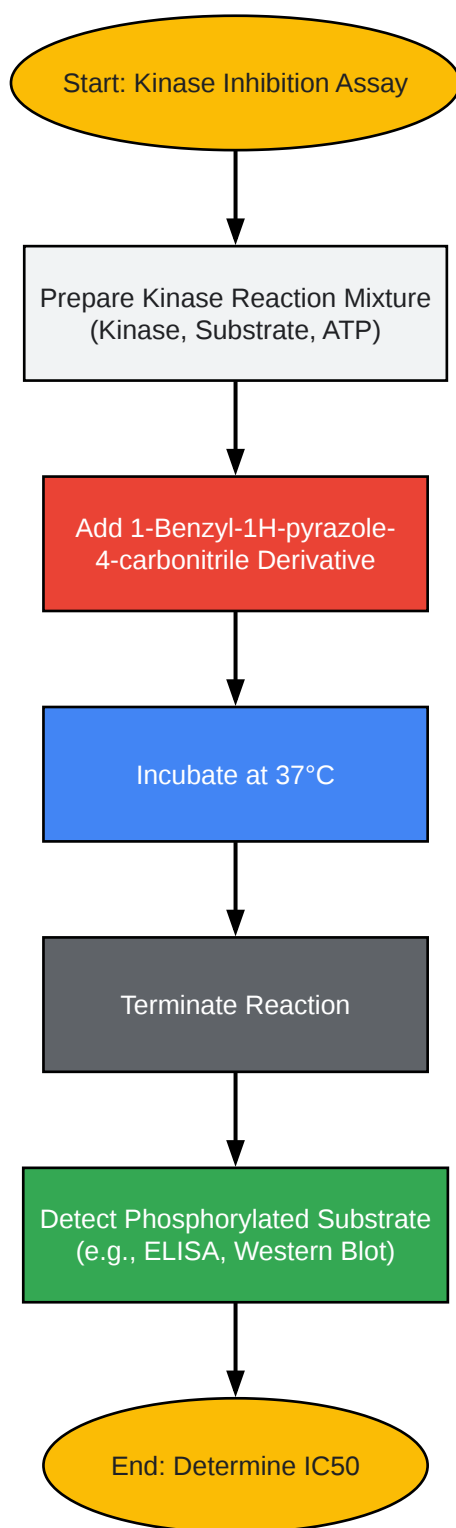 Start: Kinase Inhibition Assay
Prepare Kinase Reaction Mixture
(Kinase, Substrate, ATP)
Add 1-Benzyl-1H-pyrazole-
4-carbonitrile Derivative
Incubate at 37°C
Terminate Reaction
Detect Phosphorylated Substrate
(e.g., ELISA, Western Blot)
End: Determine IC50